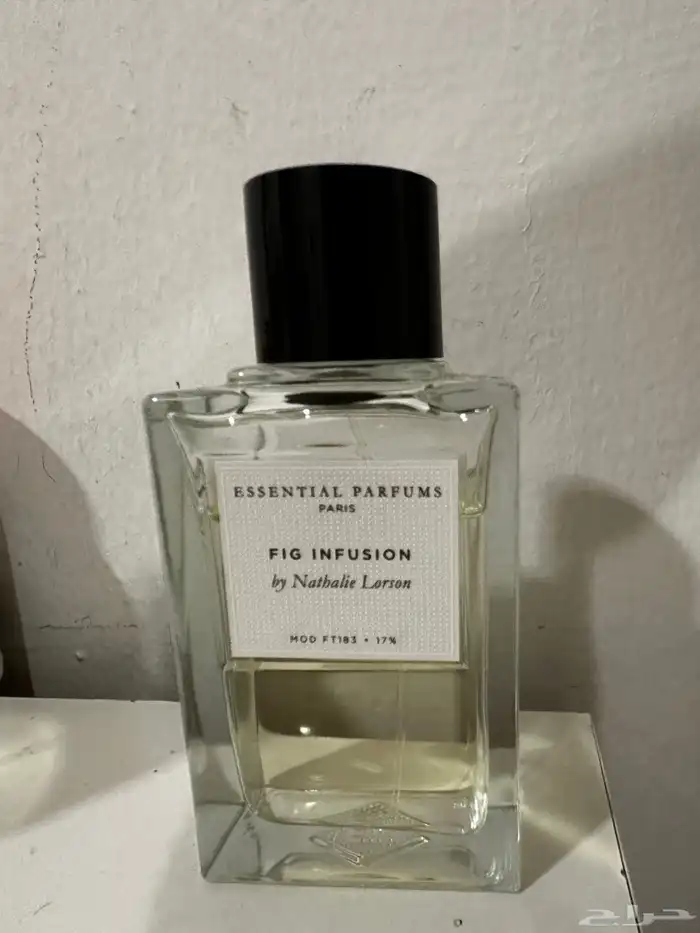 ESSENTIAL PARFUMS
PARIS
FIG INFUSION
by Nathalie Lorson
MOD FT183 • 17%
حراج